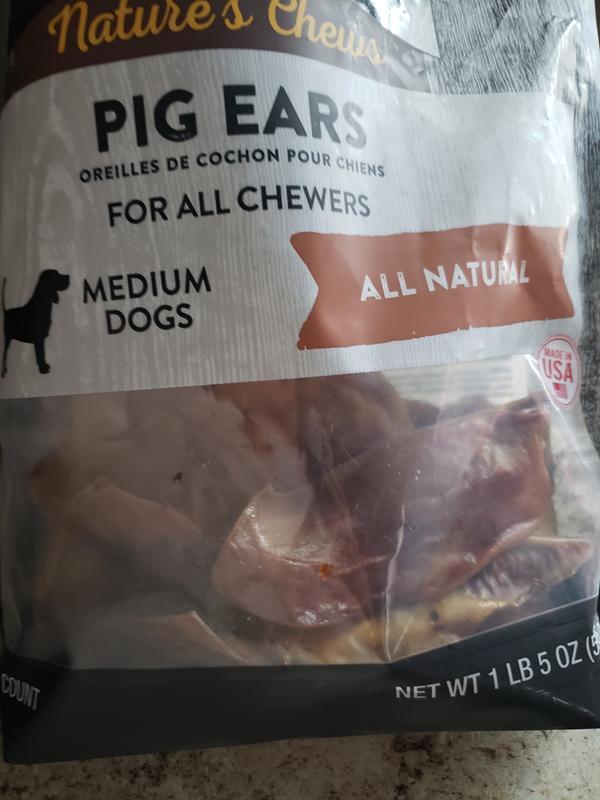 Nature's Chews
PIG EARS
OREILLES DE COCHON POUR CHIENS
FOR ALL CHEWERS
MEDIUM
DOGS
ALL NATURAL
MADE IN
USA
COUNT
NET WT 1 LB 5 OZ (5